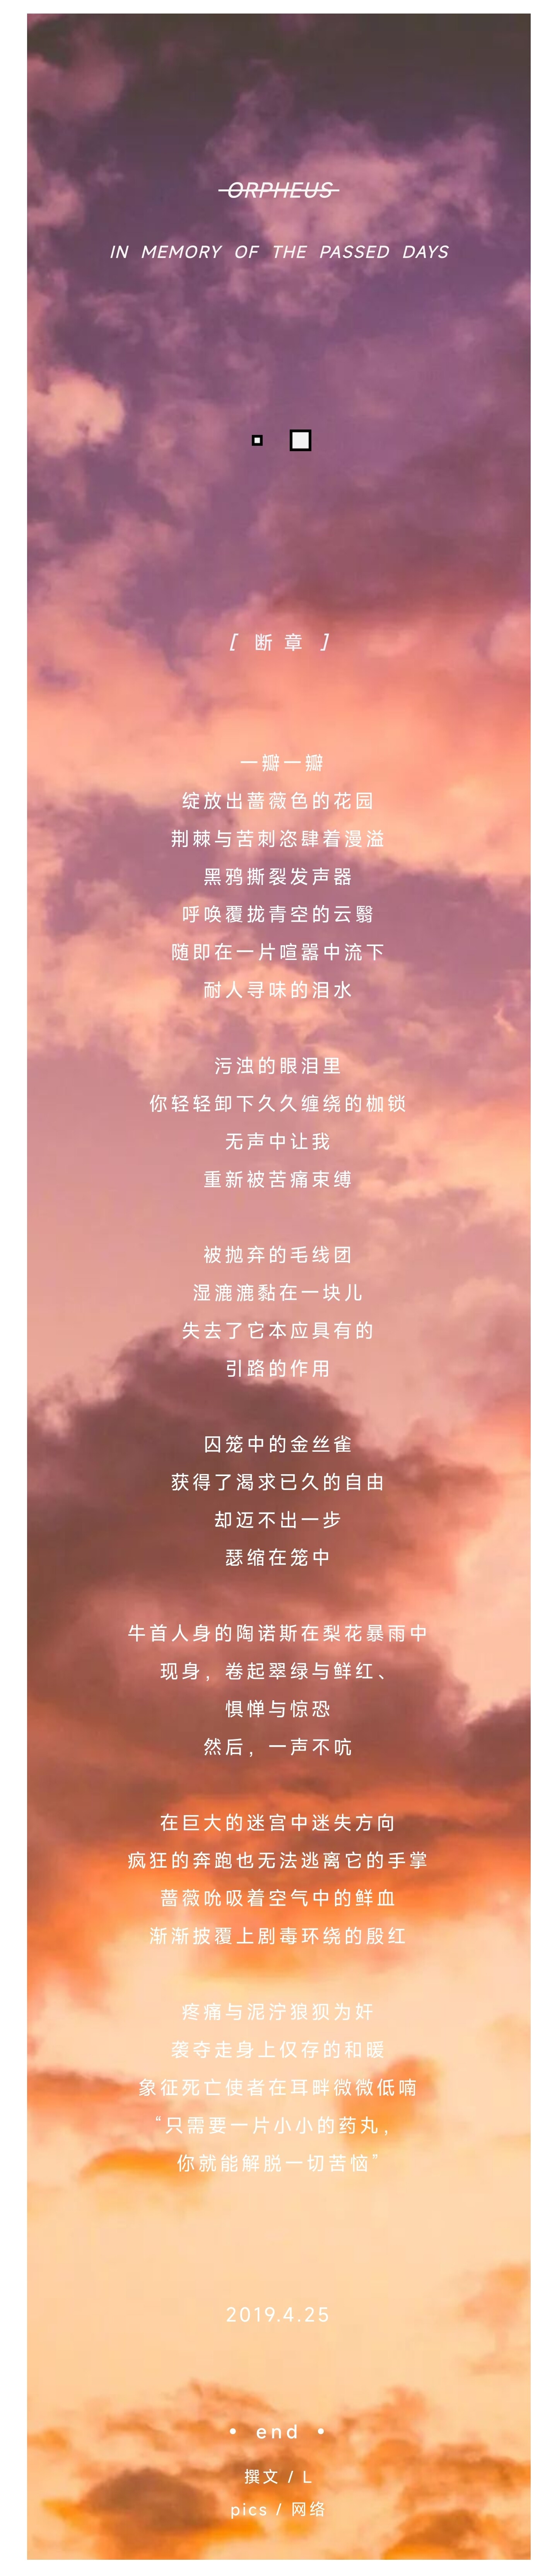 ORPHEUS
IN MEMORY OF THE PASSED DAYS
[ 断章 ]
一瓣一瓣
绽放出蔷薇色的花园
荆棘与苦刺恣肆着漫溢
黑鸦撕裂发声器
呼唤覆拢青空的云翳
随即在一片喧嚣中流下
耐人寻味的泪水
污浊的眼泪里
你轻轻卸下久久缠绕的枷锁
无声中让我
重新被苦痛束缚
被抛弃的毛线团
湿漉漉黏在一块儿
失去了它本应具有的
引路的作用
囚笼中的金丝雀
获得了渴求已久的自由
却迈不出一步
瑟缩在笼中
牛首人身的陶诺斯在梨花暴雨中
现身，卷起翠绿与鲜红、
惧惮与惊恐
然后，一声不吭
在巨大的迷宫中迷失方向
疯狂的奔跑也无法逃离它的手掌
蔷薇吮吸着空气中的鲜血
渐渐披覆上剧毒环绕的殷红
疼痛与泥泞狼狈为奸
袭夺走身上仅存的和暖
象征死亡使者在耳畔微微低喃
“只需要一片小小的药丸，
你就能解脱一切苦恼”
2019.4.25
• end •
撰文 / L
pics / 网络